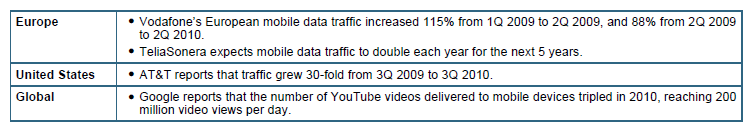 Europe
• Vodafone's European mobile data traffic increased 115% from 1Q 2009 to 2Q 2009, and 88% from 2Q 2009
to 2Q 2010.
• TeliaSonera expects mobile data traffic to double each year for the next 5 years.
United States
• AT&T reports that traffic grew 30-fold from 3Q 2009 to 3Q 2010.
Global
• Google reports that the number of YouTube videos delivered to mobile devices tripled in 2010, reaching 200
million video views per day.